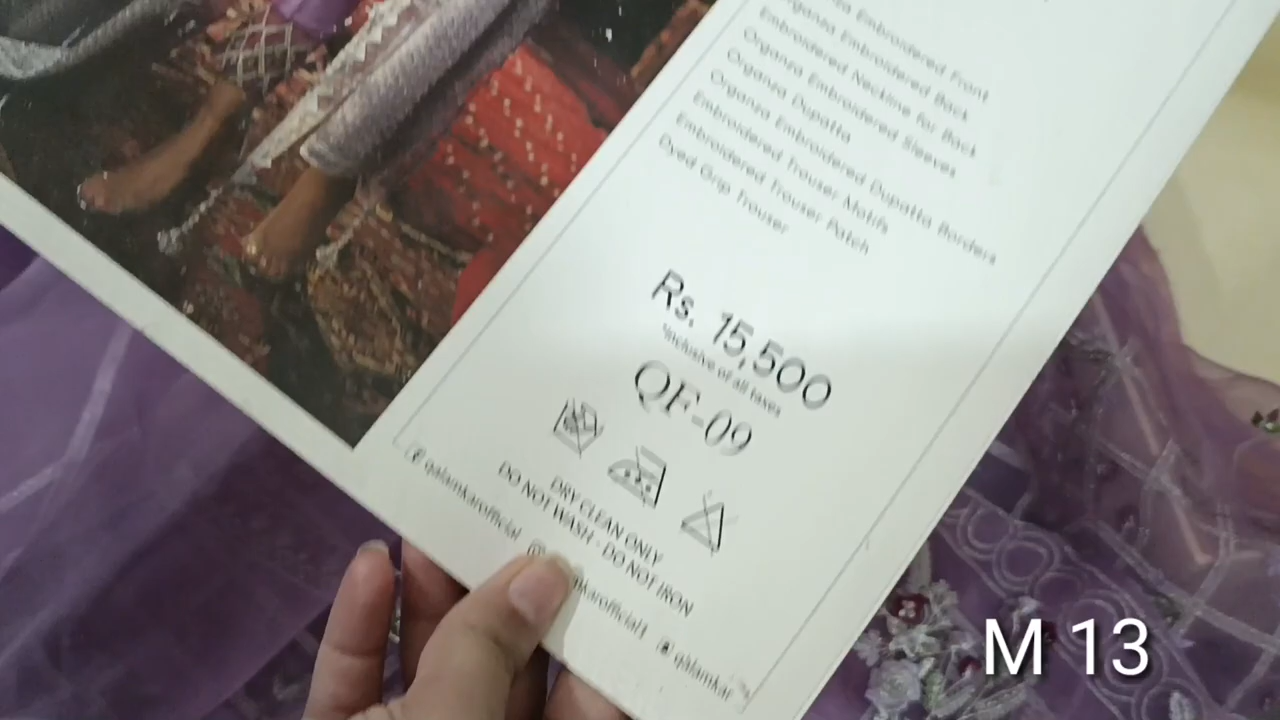 Embroidered Front
Organza Embroidered Back
Embroidered Neckline for Back
Organza Embroidered Sleeves
Organza Dupatta
Organza Embroidered Dupatta Borders
Embroidered Trouser Motifs
Embroidered Trouser Patch
Dyed Grip Trouser
Rs. 15,500
*inclusive of all taxes
QF-09
DRY CLEAN ONLY
DO NOT WASH - DO NOT IRON
qalamkarofficial
mkarofficial1
qalamkar
M 13